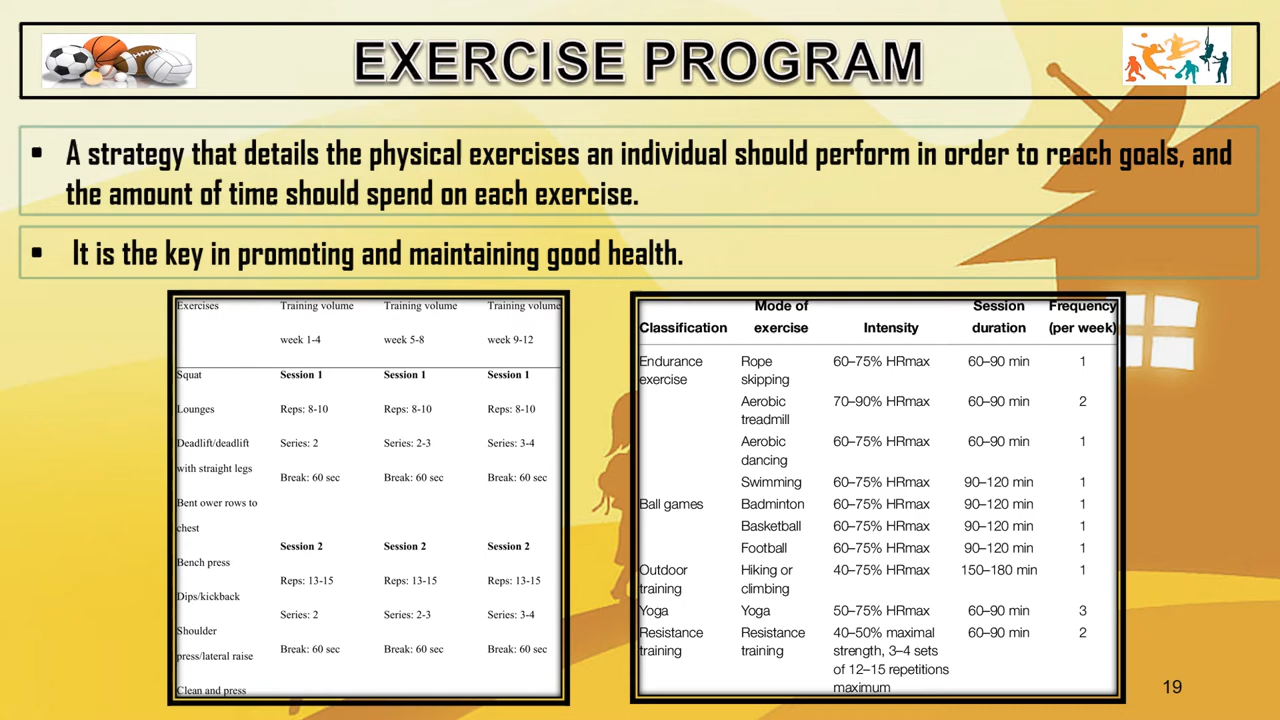 EXERCISE PROGRAM
▪ A strategy that details the physical exercises an individual should perform in order to reach goals, and
the amount of time should spend on each exercise.
▪ It is the key in promoting and maintaining good health.
Exercises Training volume Training volume Training volume
week 1-4 week 5-8 week 9-12
Squat Session 1 Session 1 Session 1
Lounges Reps: 8-10 Reps: 8-10 Reps: 8-10
Deadlift/deadlift Series: 2 Series: 2-3 Series: 3-4
with straight legs
Break: 60 sec Break: 60 sec Break: 60 sec
Bent ower rows to
chest
Session 2 Session 2 Session 2
Bench press
Reps: 13-15 Reps: 13-15 Reps: 13-15
Dips/kickback
Series: 2 Series: 2-3 Series: 3-4
Shoulder
Break: 60 sec Break: 60 sec Break: 60 sec
press/lateral raise
Clean and press
Mode of Session Frequency
Classification exercise Intensity duration (per week)
Endurance Rope 60–75% HRmax 60–90 min 1
exercise skipping
Aerobic 70–90% HRmax 60–90 min 2
treadmill
Aerobic 60–75% HRmax 60–90 min 1
dancing
Swimming 60–75% HRmax 90–120 min 1
Ball games Badminton 60–75% HRmax 90–120 min 1
Basketball 60–75% HRmax 90–120 min 1
Football 60–75% HRmax 90–120 min 1
Outdoor Hiking or 40–75% HRmax 150–180 min 1
training climbing
Yoga Yoga 50–75% HRmax 60–90 min 3
Resistance Resistance 40–50% maximal 60–90 min 2
training training strength, 3–4 sets
of 12–15 repetitions
maximum
19